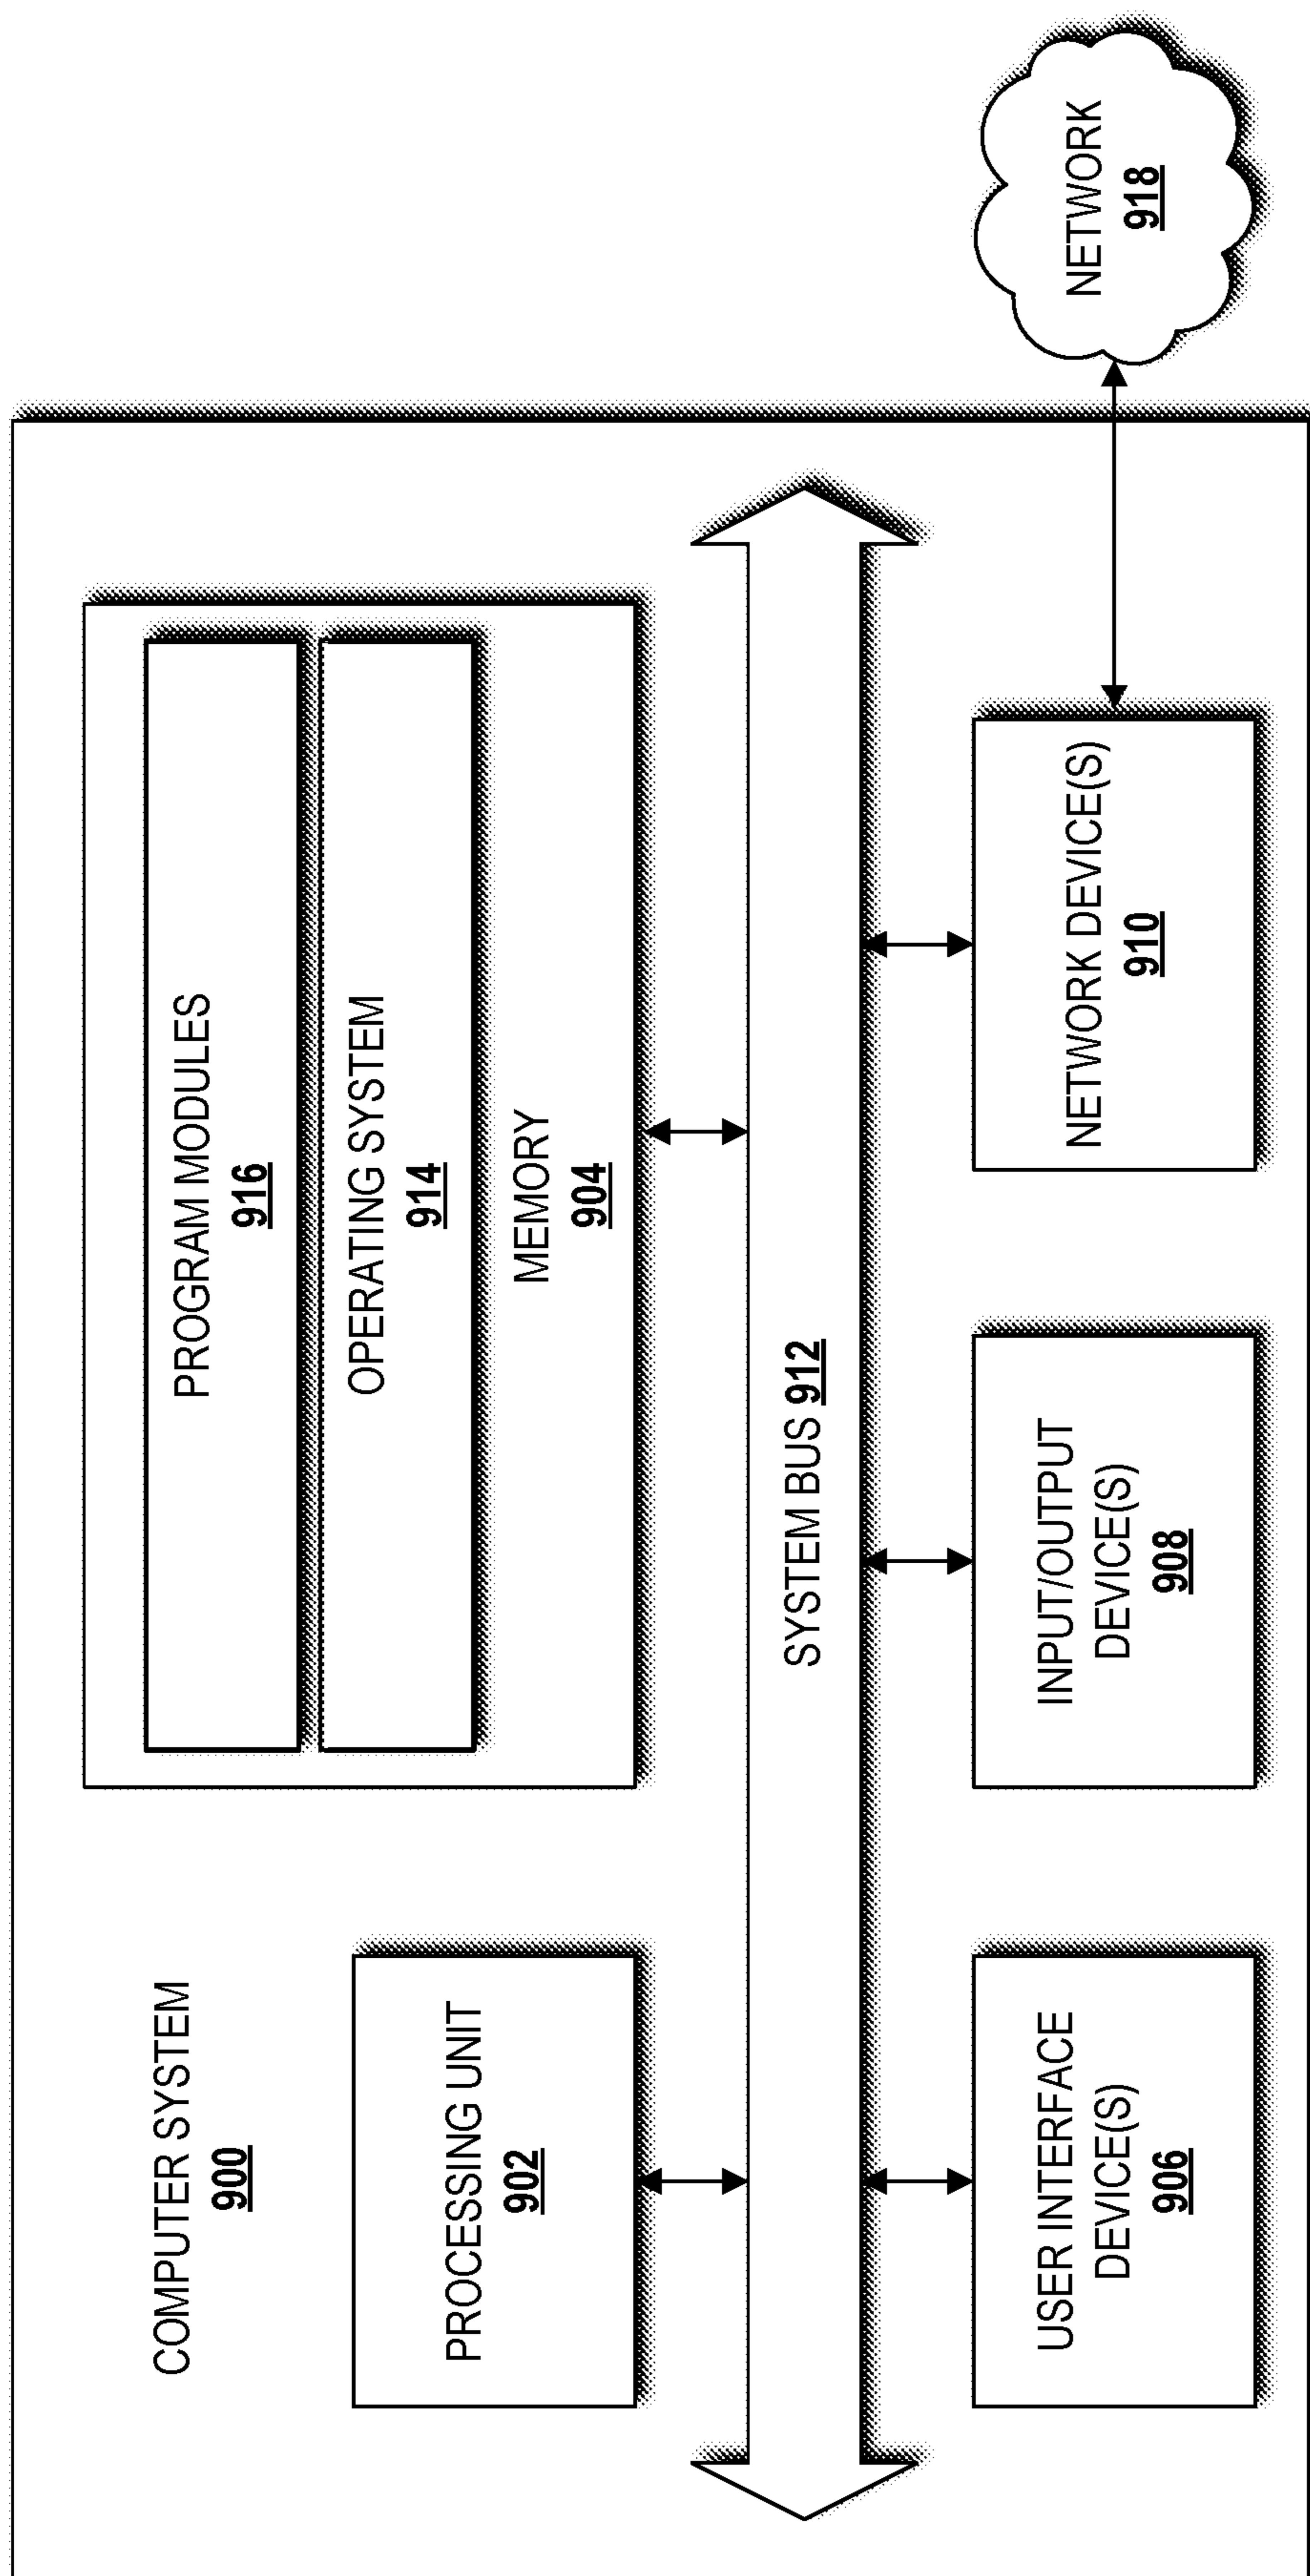 COMPUTER SYSTEM
900
PROCESSING UNIT
902
PROGRAM MODULES
916
OPERATING SYSTEM
914
MEMORY
904
SYSTEM BUS 912
USER INTERFACE
DEVICE(S)
906
INPUT/OUTPUT
DEVICE(S)
908
NETWORK DEVICE(S)
910
NETWORK
918